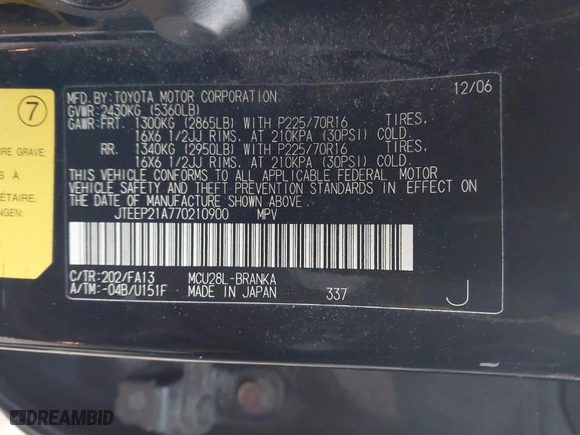 7
URE GRAVE
S
ÉTAIRE.
NGEN:
MFD. BY: TOYOTA MOTOR CORPORATION 12/06
GVWR: 2430KG (5360LB)
GAWR: FRT. 1300KG (2865LB) WITH P225/70R16 TIRES.
16X6 1/2JJ RIMS, AT 210KPA (30PSI) COLD.
RR. 1340KG (2950LB) WITH P225/70R16 TIRES.
16X6 1/2JJ RIMS, AT 210KPA (30PSI) COLD.
THIS VEHICLE CONFORMS TO ALL APPLICABLE FEDERAL MOTOR
VEHICLE SAFETY AND THEFT PREVENTION STANDARDS IN EFFECT ON
THE DATE OF MANUFACTURE SHOWN ABOVE.
JTEEP21A770210900 MPV
C/TR: 202/FA13 MCU28L-BRANKA
A/TM: -04B/U151F MADE IN JAPAN 337 J
DREAMBID